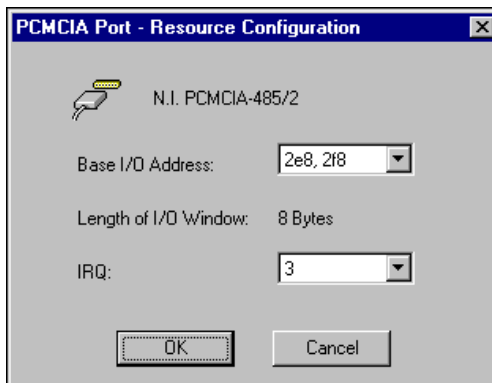 PCMCIA Port - Resource Configuration
N.I. PCMCIA-485/2
Base I/O Address: 2e8, 2f8
Length of I/O Window: 8 Bytes
IRQ: 3
OK Cancel